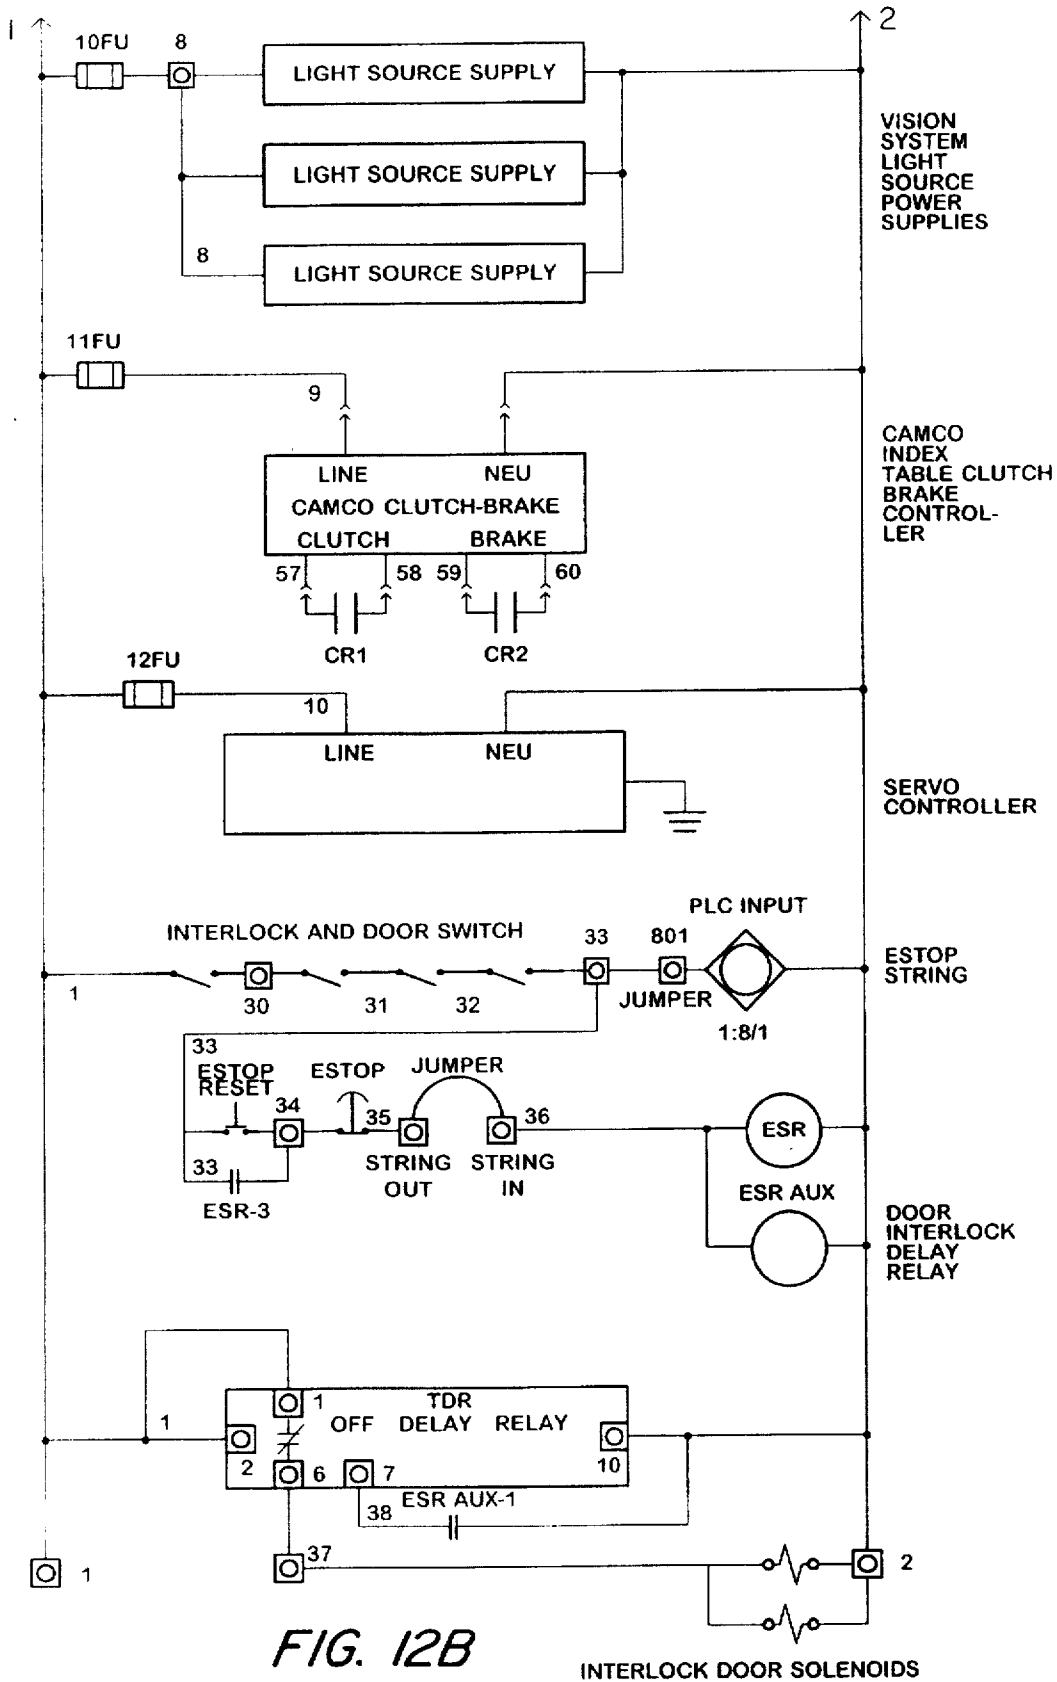 1
2
10FU
8
LIGHT SOURCE SUPPLY
LIGHT SOURCE SUPPLY
8
LIGHT SOURCE SUPPLY
VISION
SYSTEM
LIGHT
SOURCE
POWER
SUPPLIES
11FU
9
LINE NEU
CAMCO CLUTCH-BRAKE
CLUTCH BRAKE
57
58
59
60
CR1
CR2
CAMCO
INDEX
TABLE CLUTCH
BRAKE
CONTROL-
LER
12FU
10
LINE NEU
SERVO
CONTROLLER
PLC INPUT
INTERLOCK AND DOOR SWITCH
33
801
1
30
31
32
JUMPER
1:8/1
ESTOP
STRING
33
ESTOP
RESET
ESTOP
JUMPER
34
35
36
ESR
33
ESR-3
STRING
OUT
STRING
IN
ESR AUX
DOOR
INTERLOCK
DELAY
RELAY
1
1
TDR
OFF DELAY RELAY
2
6
7
10
38
ESR AUX-1
1
37
2
FIG. 12B
INTERLOCK DOOR SOLENOIDS